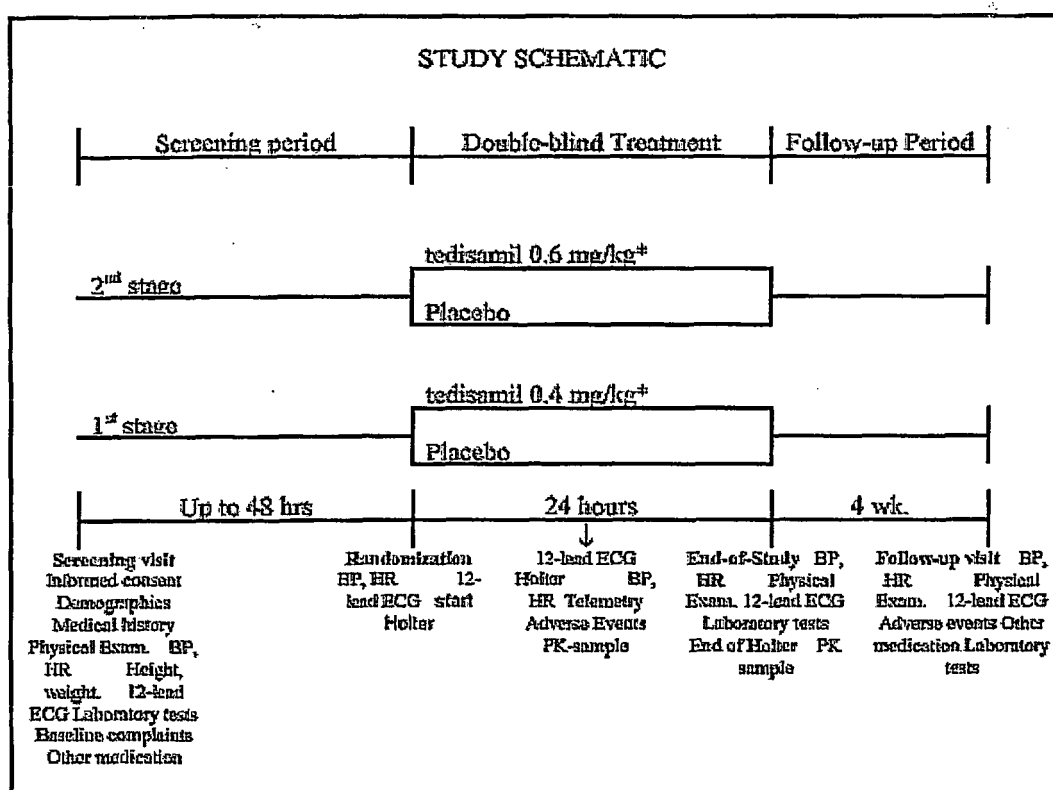 STUDY SCHEMATIC
Screening period Double-blind Treatment Follow-up Period
tedisamil 0.6 mg/kg*
2nd stage
Placebo
tedisamil 0.4 mg/kg*
1st stage
Placebo
Up to 48 hrs 24 hours 4 wk.
Screening visit
Informed consent
Demographics
Medical history
Physical Exam. BP,
HR Height,
weight. 12-lead
ECG Laboratory tests
Baseline complaints
Other medication
Randomization
BP, HR 12-
lead ECG start
Holter
12-lead ECG
Holter BP,
HR Telemetry
Adverse Events
PK-sample
End-of-Study BP,
HR Physical
Exam. 12-lead ECG
Laboratory tests
End of Holter PK
sample
Follow-up visit BP,
HR Physical
Exam. 12-lead ECG
Adverse events Other
medication Laboratory
tests